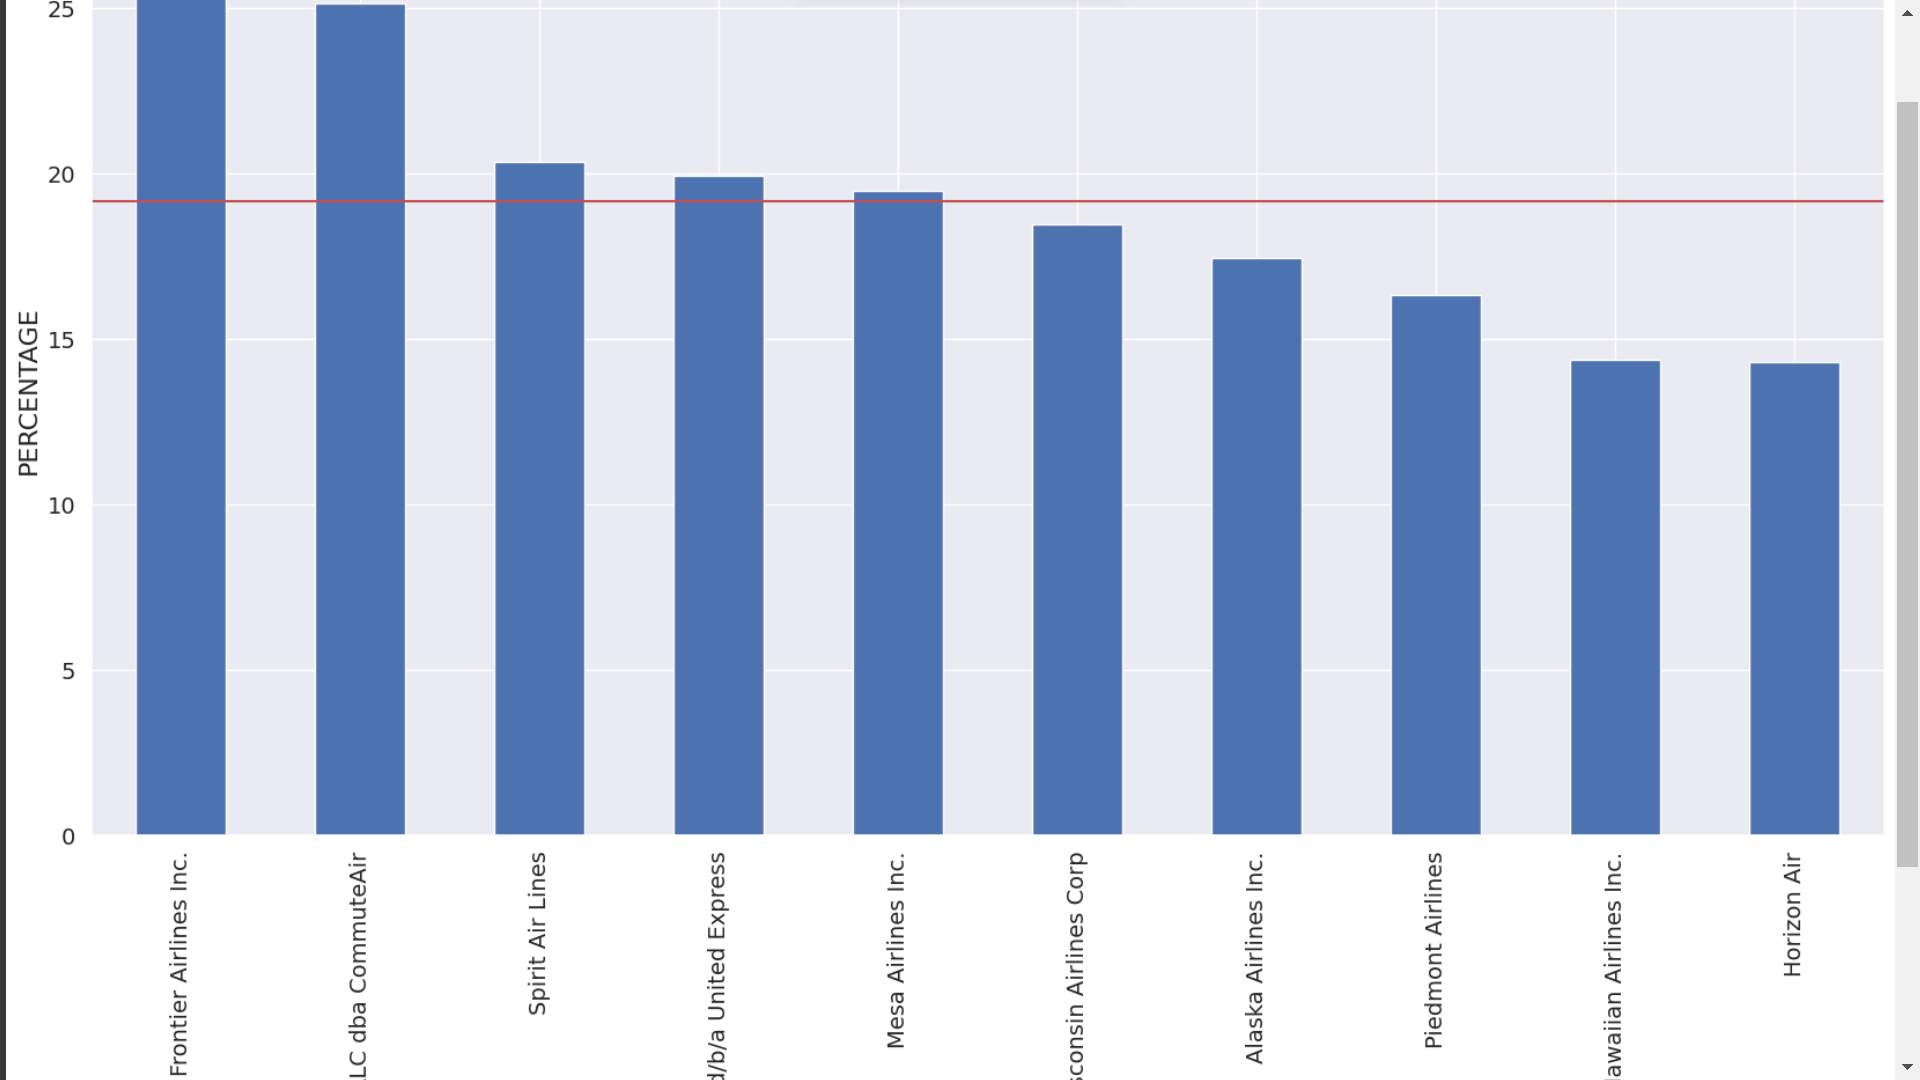 25
20
15
10
5
0
PERCENTAGE
Frontier Airlines Inc.
LC dba CommuteAir
Spirit Air Lines
d/b/a United Express
Mesa Airlines Inc.
sconsin Airlines Corp
Alaska Airlines Inc.
Piedmont Airlines
awaiian Airlines Inc.
Horizon Air